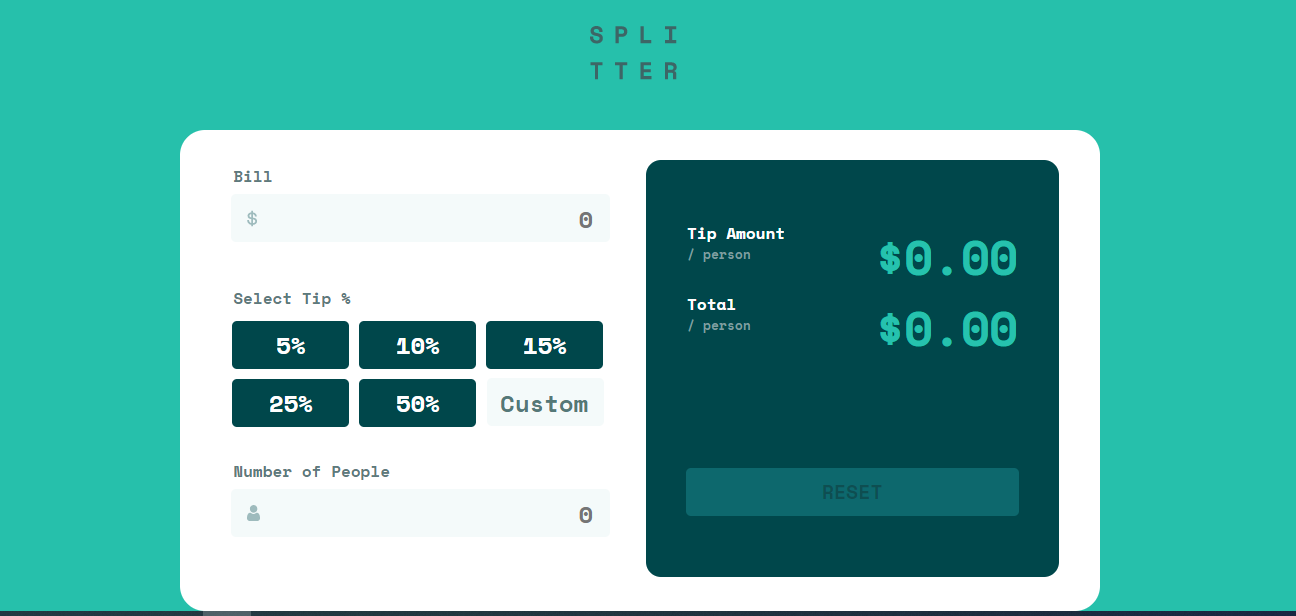 SPLI
TTER
Bill
$ 0
Select Tip %
5% 10% 15%
25% 50% Custom
Number of People
0
Tip Amount
/ person
$0.00
Total
/ person
$0.00
RESET